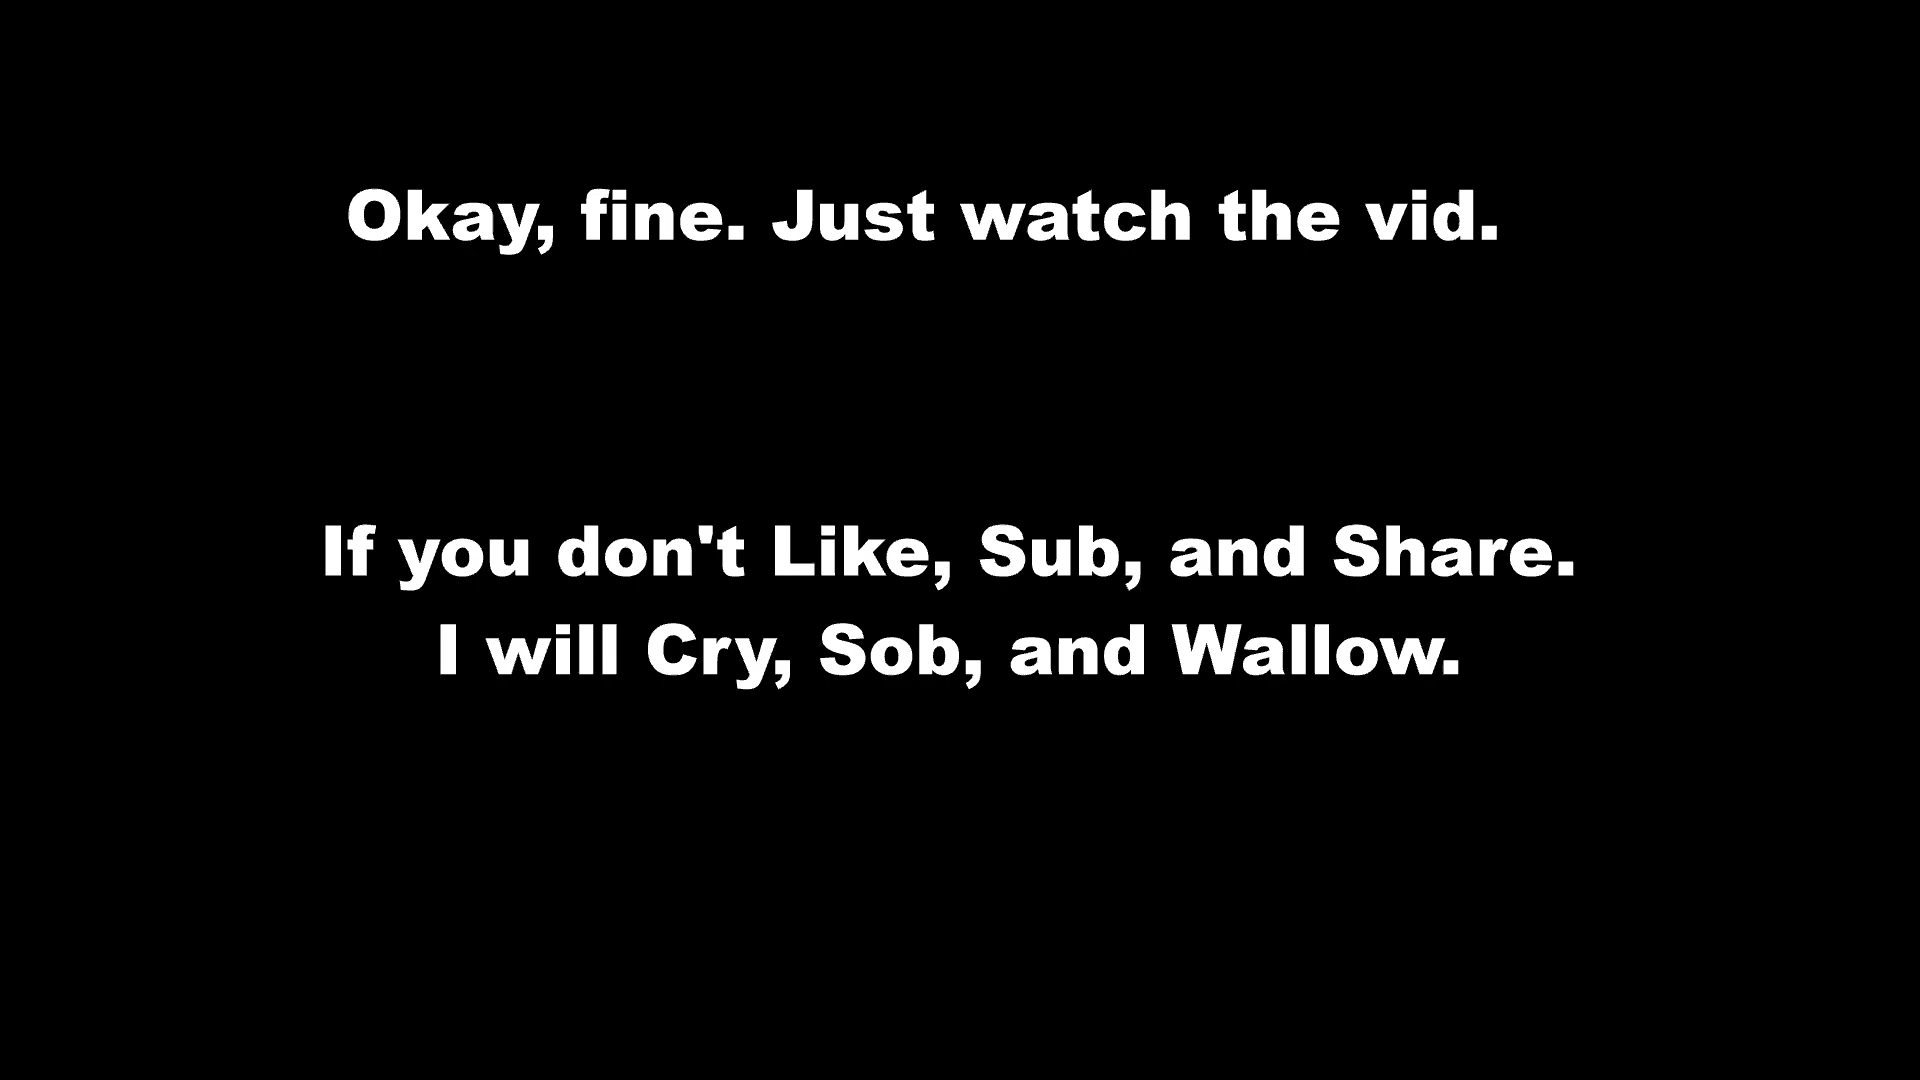 Okay, fine. Just watch the vid.
If you don't Like, Sub, and Share.
I will Cry, Sob, and Wallow.